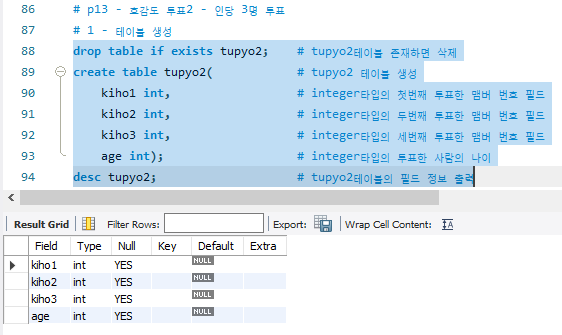 86 # p13 - 호감도 투표2 - 인당 3명 투표
87 # 1 - 테이블 생성
88 drop table if exists tupyo2; # tupyo2테이블 존재하면 삭제
89 create table tupyo2( # tupyo2 테이블 생성
90 kiho1 int, # integer타입의 첫번째 투표한 맴버 번호 필드
91 kiho2 int, # integer타입의 두번째 투표한 맴버 번호 필드
92 kiho3 int, # integer타입의 세번째 투표한 맴버 번호 필드
93 age int); # integer타입의 투표한 사람의 나이
94 desc tupyo2; # tupyo2테이블의 필드 정보 출력
Result Grid Filter Rows: Export: Wrap Cell Content: IA
Field Type Null Key Default Extra
kiho1 int YES NULL
kiho2 int YES NULL
kiho3 int YES NULL
age int YES NULL